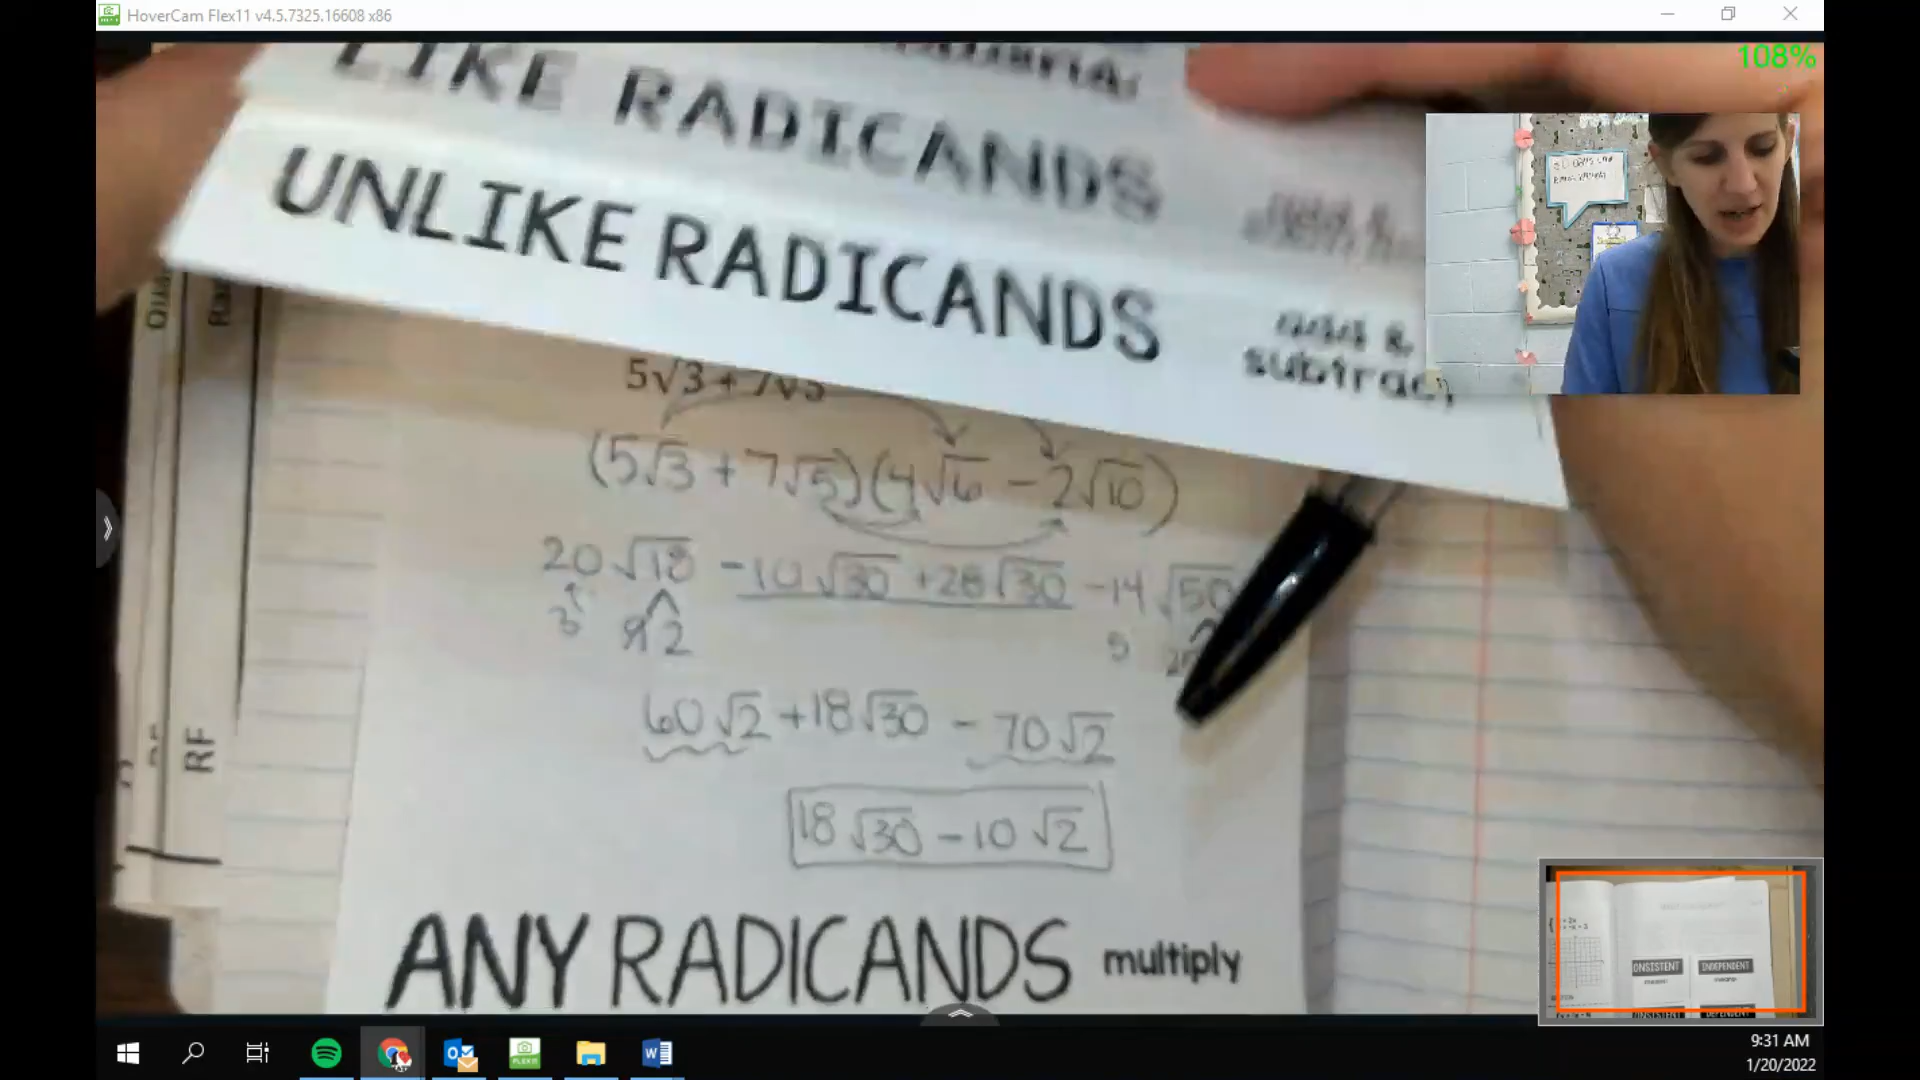 HoverCam Flex11 v4.5.7325.16608 x86
108%
LIKE RADICANDS
UNLIKE RADICANDS add &
subtract
5√3 + 7√5
(5√3 + 7√5)(4√6 − 2√10)
20√18 −10√30 +28√30 −14√50
3 9 2 5
60√2 +18√30 − 70√2
18√30 − 10√2
ANY RADICANDS multiply
RF
ONSISTENT INDEPENDENT
9:31 AM
1/20/2022